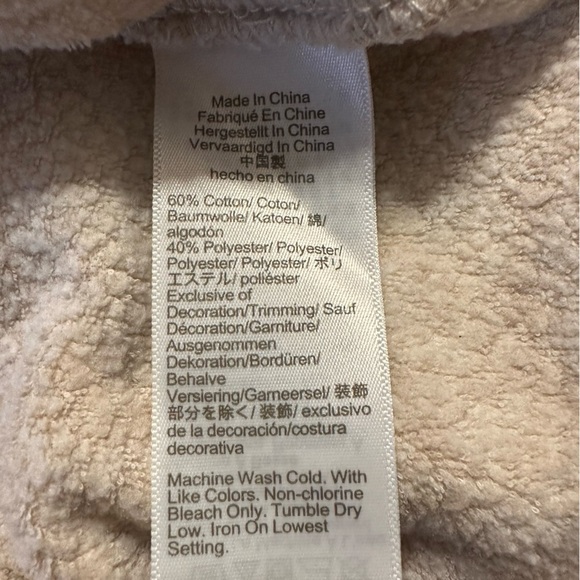 Made In China
Fabriqué En Chine
Hergestellt In China
Vervaardigd In China
中国製
hecho en china
60% Cotton/ Coton/
Baumwolle/ Katoen/ 綿/
algodón
40% Polyester/ Polyester/
Polyester/ Polyester/ ポリ
エステル/ poliéster
Exclusive of
Decoration/Trimming/ Sauf
Décoration/Garniture/
Ausgenommen
Dekoration/Bordüren/
Behalve
Versiering/Garneersel/ 装飾
部分を除く/ 装飾/ exclusivo
de la decoración/costura
decorativa
Machine Wash Cold. With
Like Colors. Non-chlorine
Bleach Only. Tumble Dry
Low. Iron On Lowest
Setting.